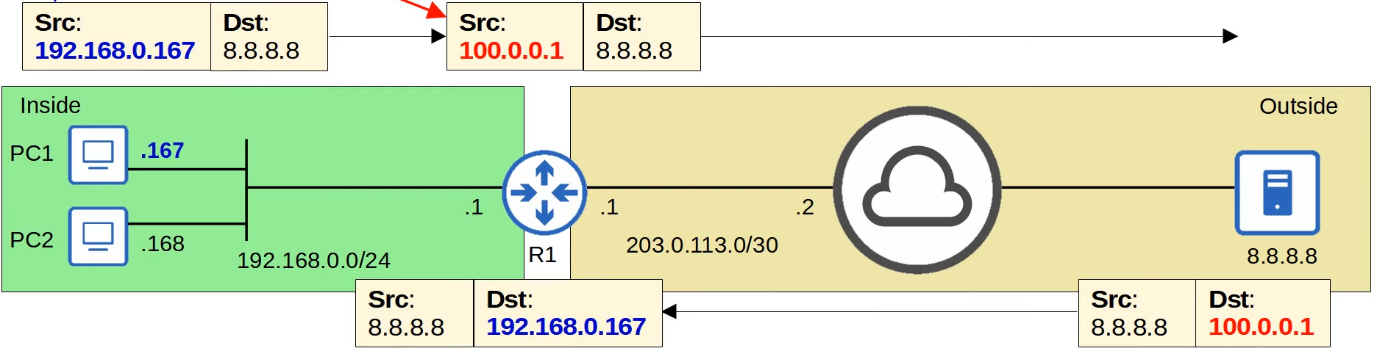 Src:
192.168.0.167
Dst:
8.8.8.8
Src:
100.0.0.1
Dst:
8.8.8.8
Inside
Outside
PC1
.167
PC2
.168
192.168.0.0/24
.1
R1
.1
.2
203.0.113.0/30
8.8.8.8
Src:
8.8.8.8
Dst:
192.168.0.167
Src:
8.8.8.8
Dst:
100.0.0.1